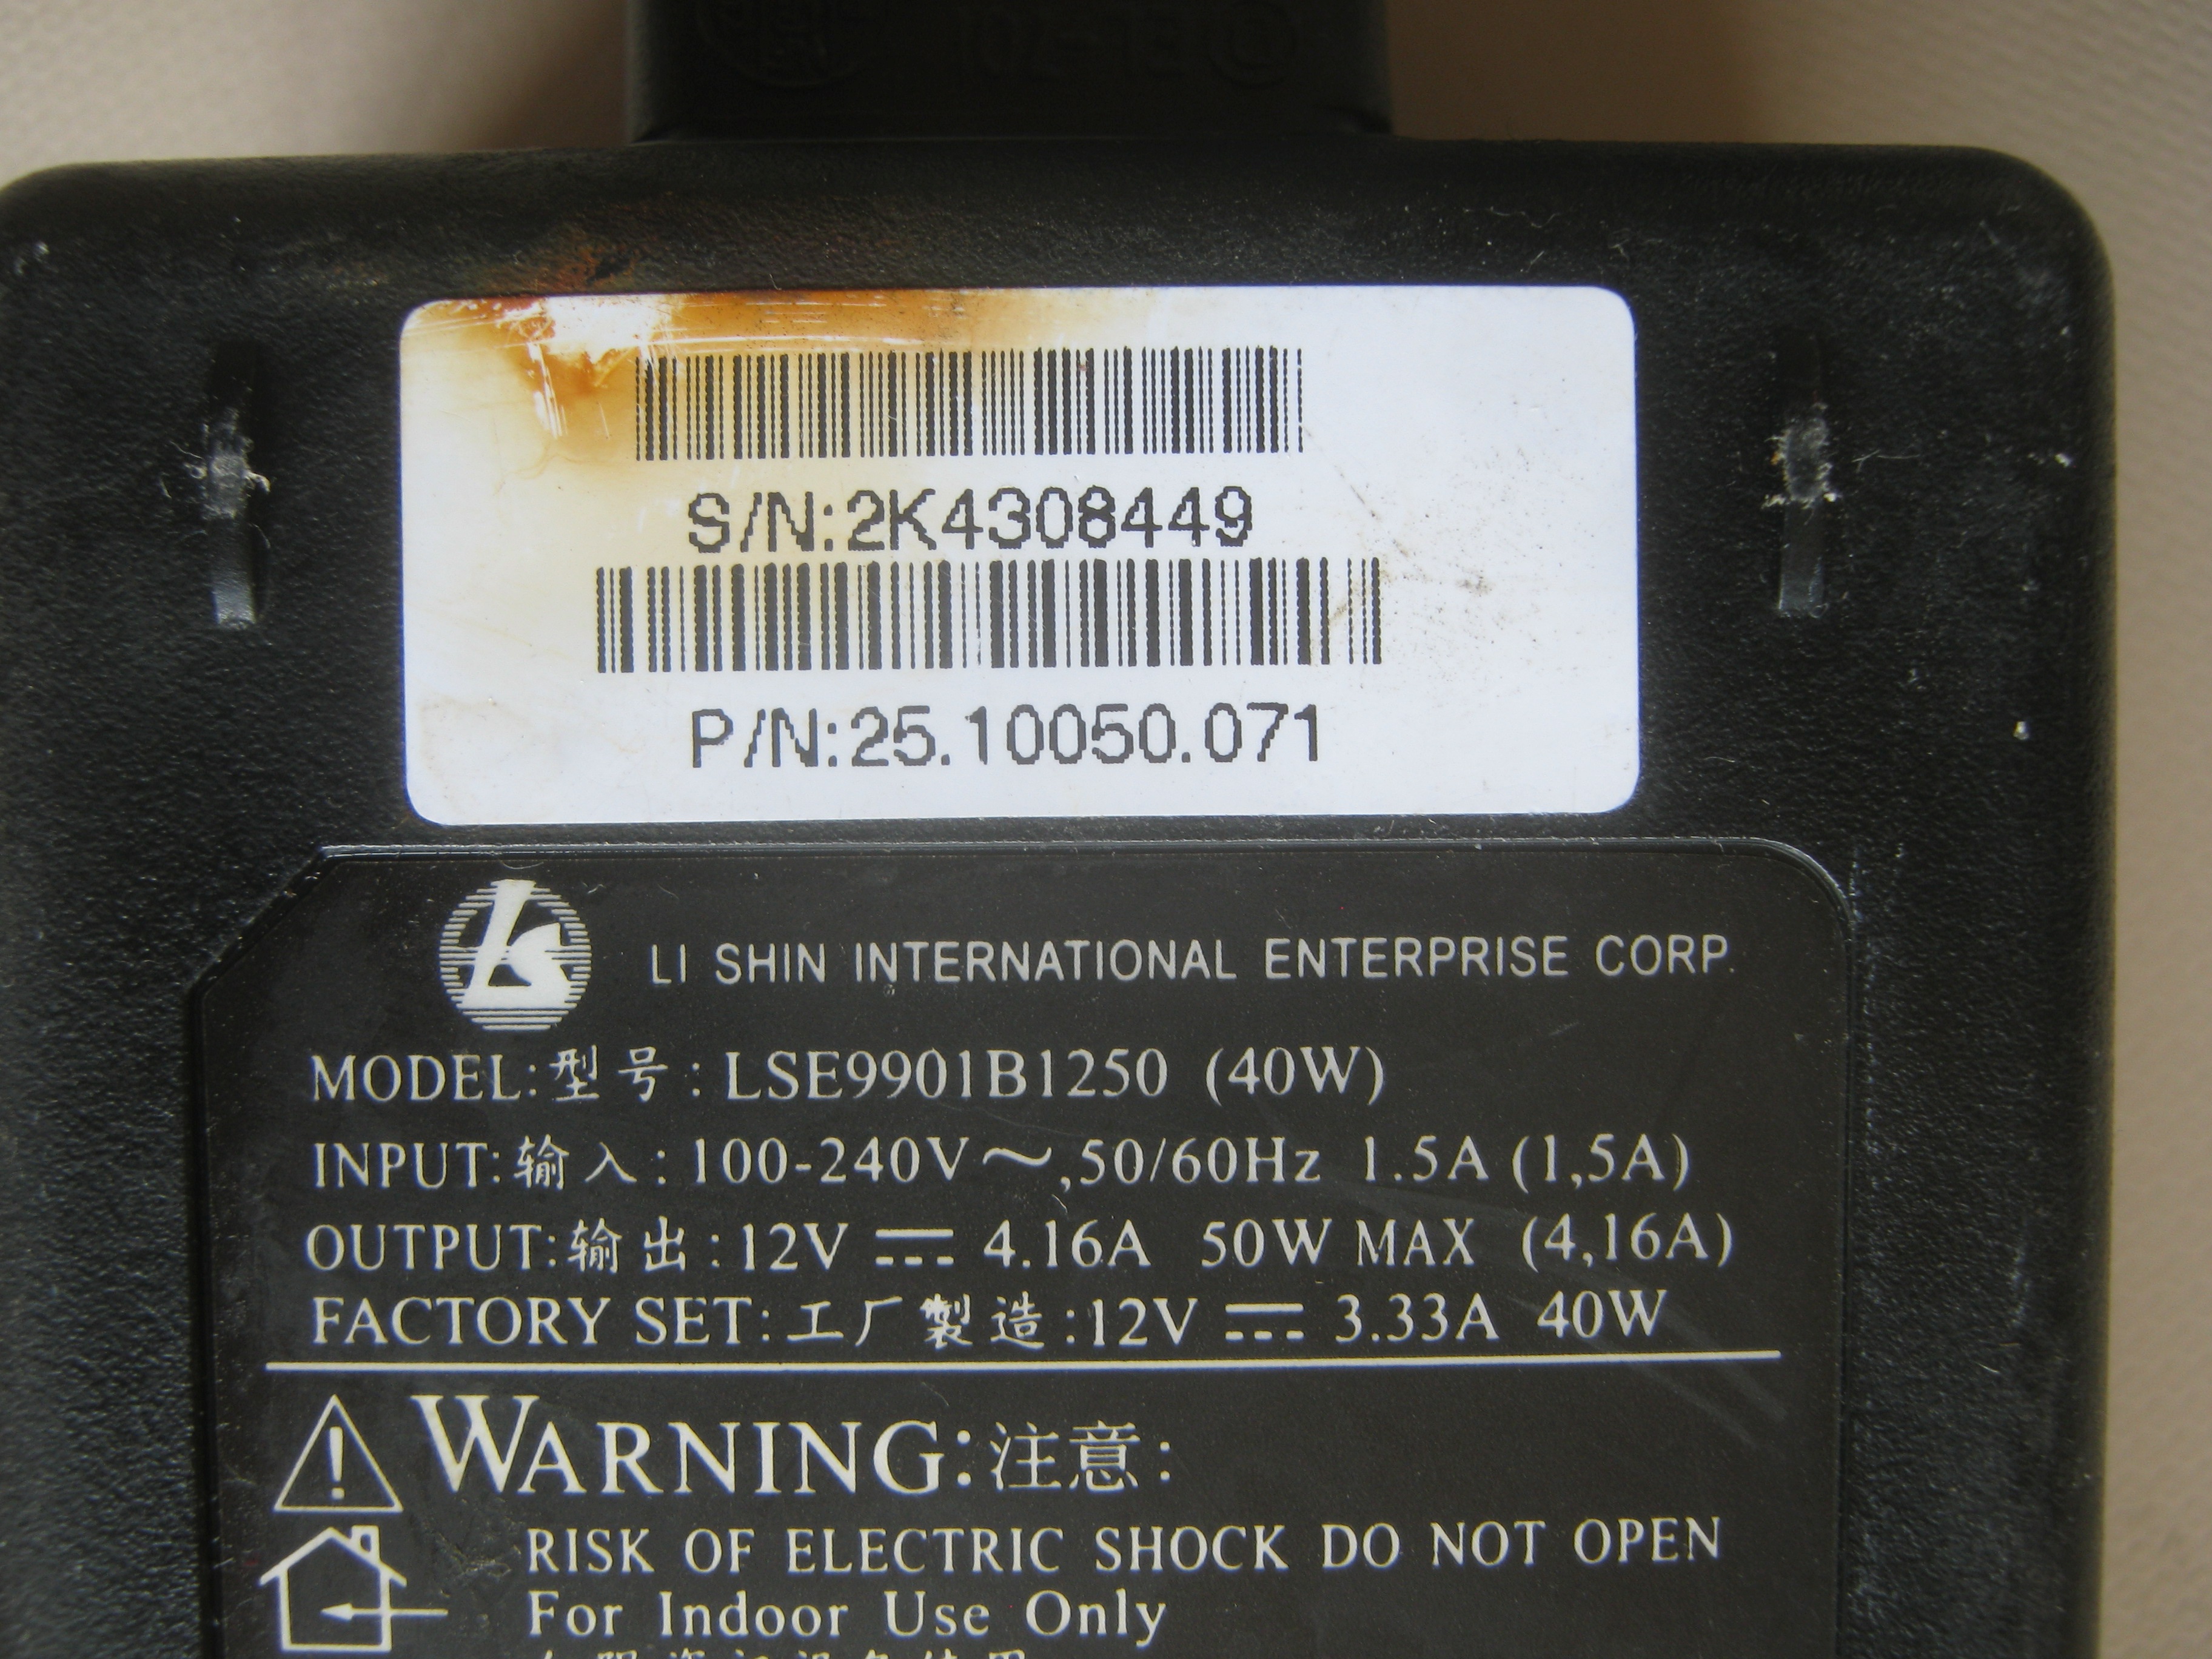 S/N:2K4308449
P/N:25.10050.071
LI SHIN INTERNATIONAL ENTERPRISE CORP.
MODEL:型号:LSE9901B1250 (40W)
INPUT:输入:100-240V～,50/60Hz 1.5A (1,5A)
OUTPUT:输出:12V ⎓ 4.16A 50W MAX (4,16A)
FACTORY SET:工厂製造:12V ⎓ 3.33A 40W
WARNING:注意:
RISK OF ELECTRIC SHOCK DO NOT OPEN
For Indoor Use Only